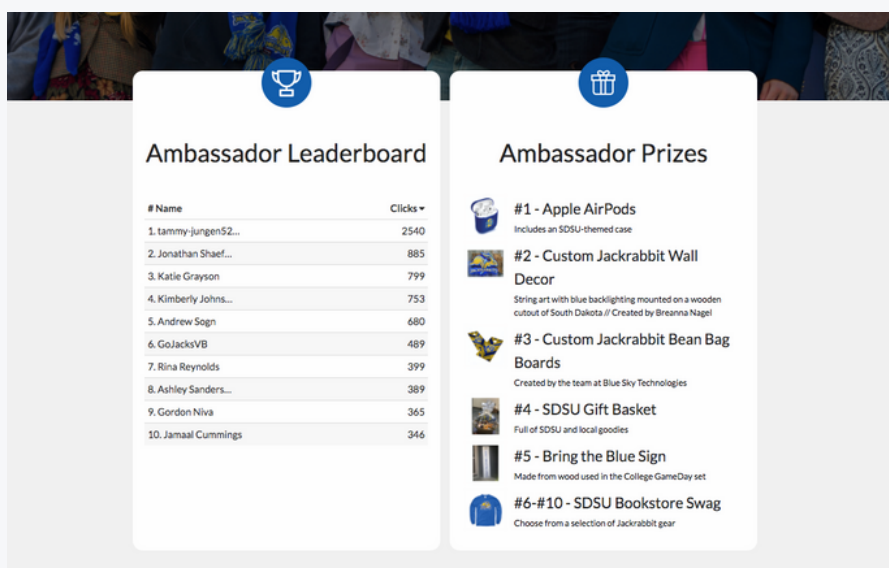 Ambassador Leaderboard
# Name Clicks
1. tammy-jungen52... 2540
2. Jonathan Shaef... 885
3. Katie Grayson 799
4. Kimberly Johns... 753
5. Andrew Sogn 680
6. GoJacksVB 489
7. Rina Reynolds 399
8. Ashley Sanders... 389
9. Gordon Niva 365
10. Jamaal Cummings 346
Ambassador Prizes
#1 - Apple AirPods
Includes an SDSU-themed case
#2 - Custom Jackrabbit Wall
Decor
String art with blue backlighting mounted on a wooden
cutout of South Dakota // Created by Breanna Nagel
#3 - Custom Jackrabbit Bean Bag
Boards
Created by the team at Blue Sky Technologies
#4 - SDSU Gift Basket
Full of SDSU and local goodies
#5 - Bring the Blue Sign
Made from wood used in the College GameDay set
#6-#10 - SDSU Bookstore Swag
Choose from a selection of Jackrabbit gear